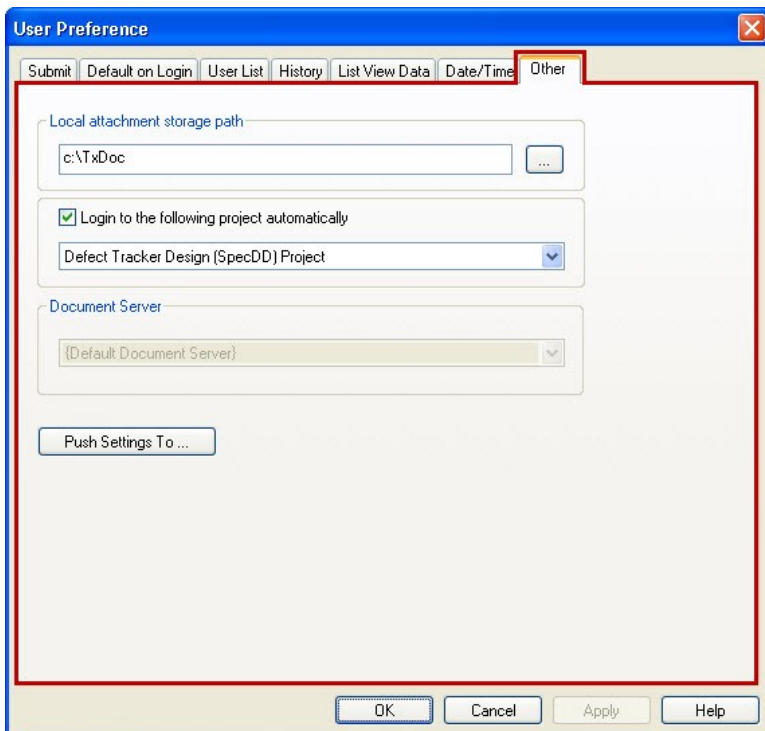 User Preference
Submit Default on Login User List History List View Data Date/Time Other
Local attachment storage path
c:\TxDoc ...
Login to the following project automatically
Defect Tracker Design (SpecDD) Project
Document Server
{Default Document Server}
Push Settings To ...
OK Cancel Apply Help